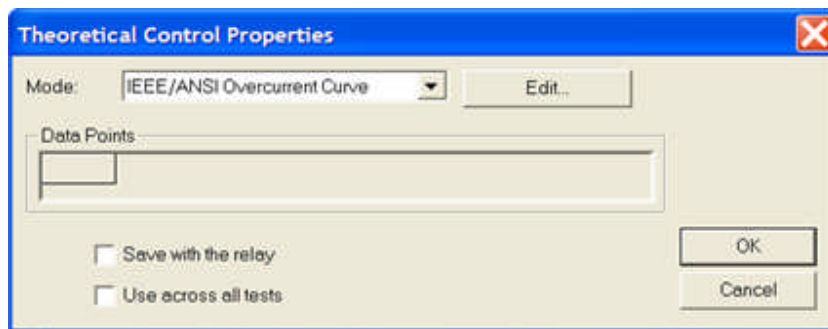 Theoretical Control Properties
Mode: IEEE/ANSI Overcurrent Curve Edit...
Data Points
Save with the relay
OK
Use across all tests
Cancel